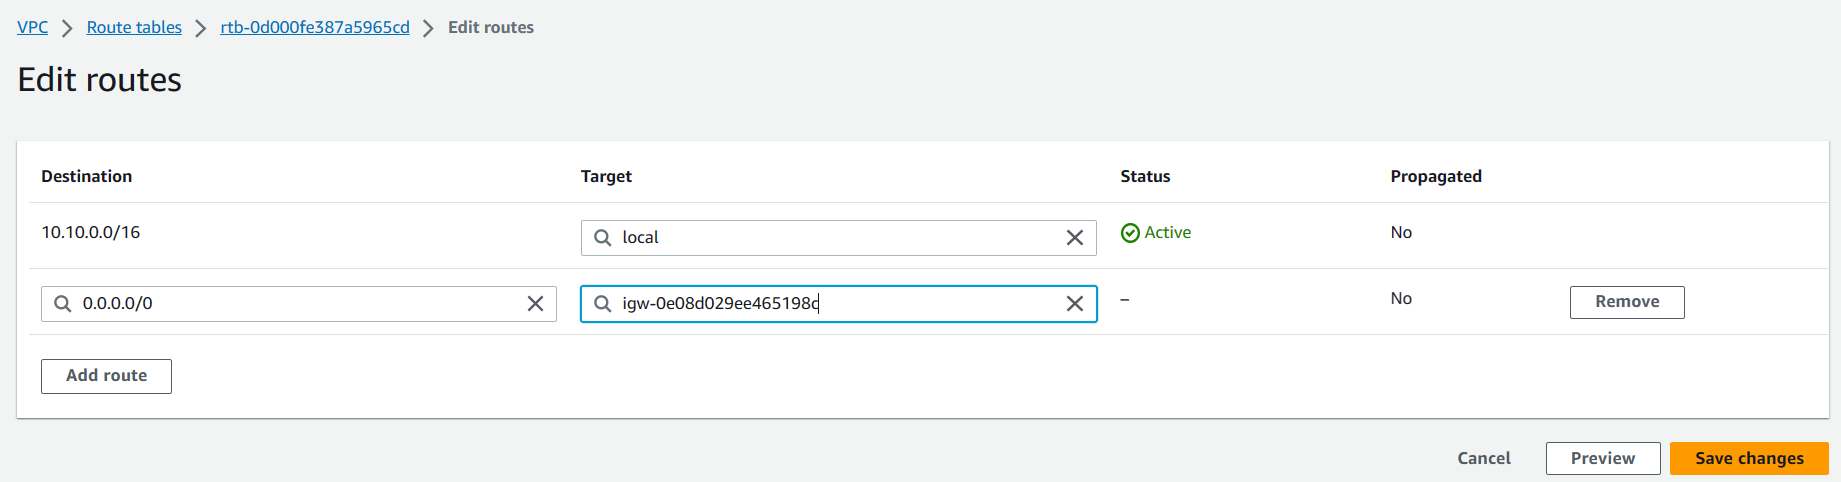 VPC > Route tables > rtb-0d000fe387a5965cd > Edit routes
Edit routes
Destination Target Status Propagated
10.10.0.0/16 local Active No
0.0.0.0/0 igw-0e08d029ee465198c – No Remove
Add route
Cancel Preview Save changes